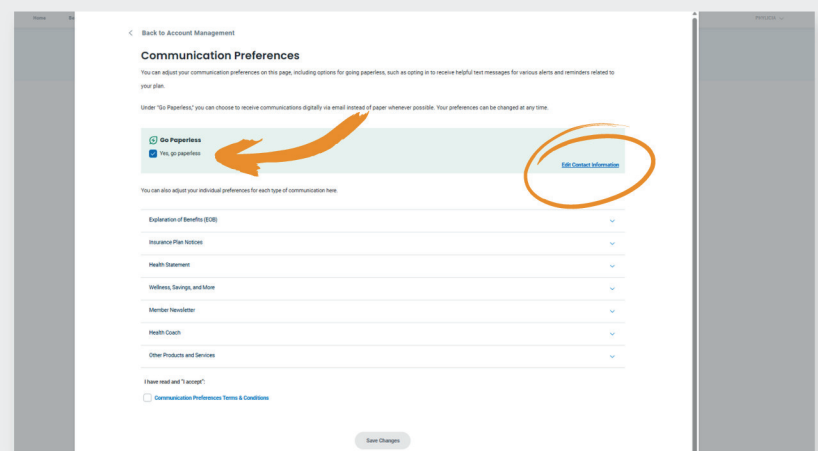 Home
Back to Account Management
Communication Preferences
You can adjust your communication preferences on this page, including options for going paperless, such as opting in to receive helpful text messages for various alerts and reminders related to
your plan.
Under "Go Paperless," you can choose to receive communications digitally via email instead of paper whenever possible. Your preferences can be changed at any time.
Go Paperless
Yes, go paperless
Edit Contact Information
You can also adjust your individual preferences for each type of communication here.
Explanation of Benefits (EOB)
Insurance Plan Notices
Health Statement
Wellness, Savings, and More
Member Newsletter
Health Coach
Other Products and Services
I have read and "I accept":
Communication Preferences Terms & Conditions
Save Changes